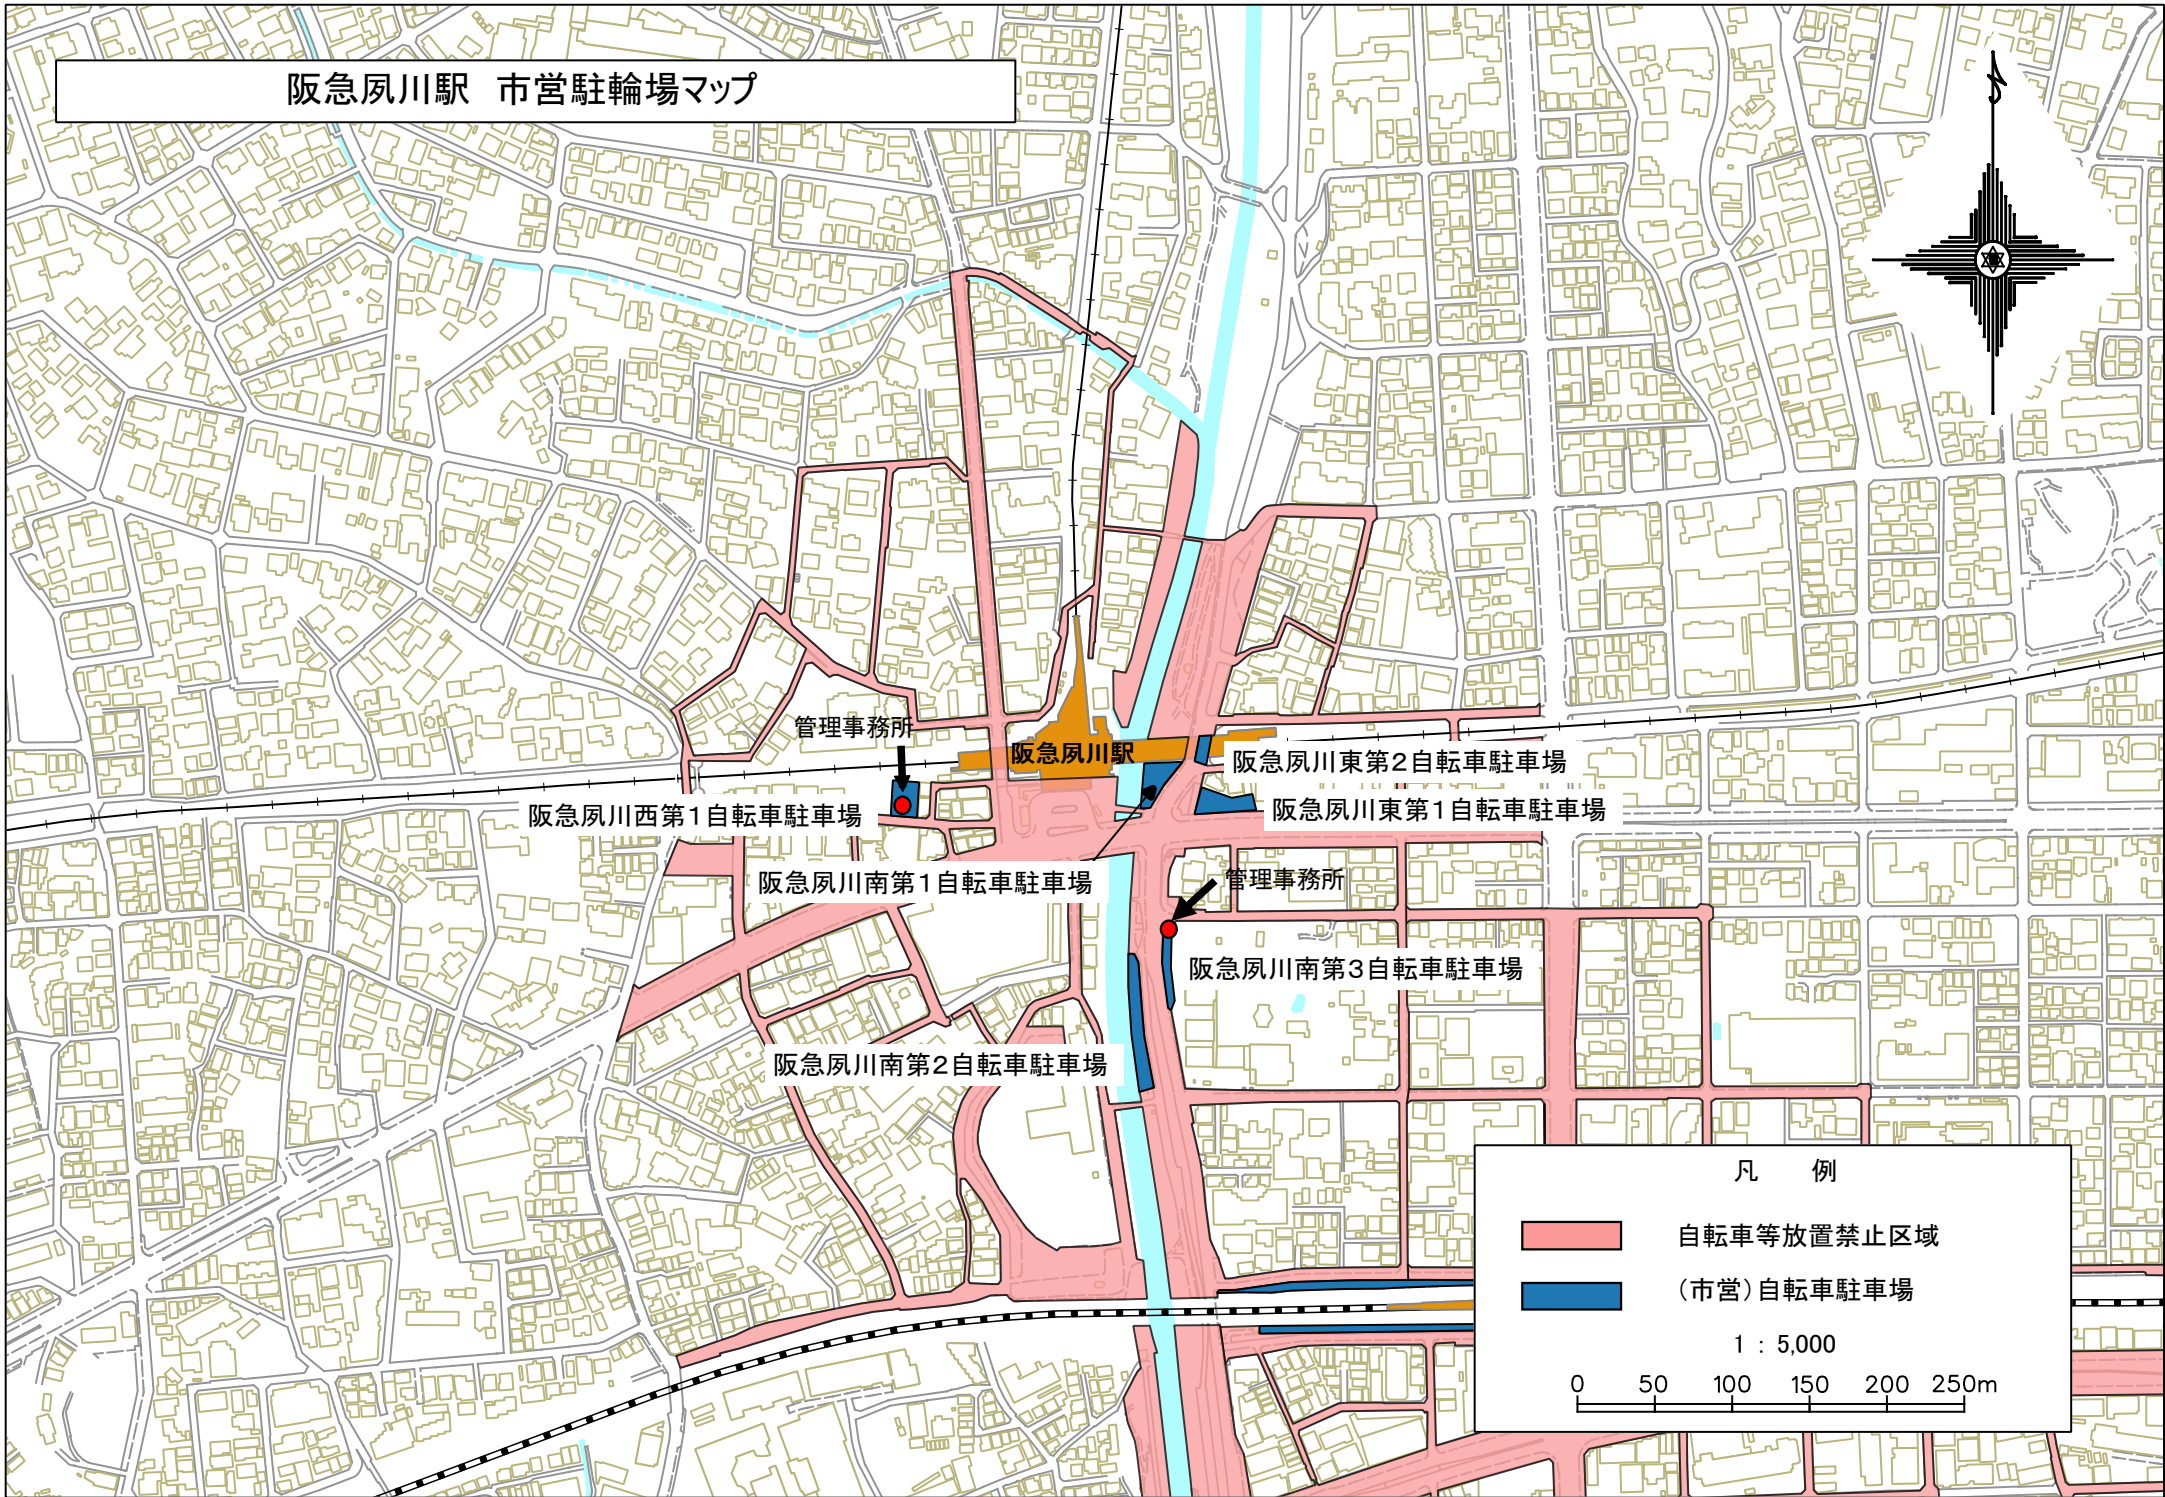 阪急夙川駅 市営駐輪場マップ
管理事務所
阪急夙川駅
阪急夙川東第2自転車駐車場
阪急夙川西第1自転車駐車場
阪急夙川東第1自転車駐車場
阪急夙川南第1自転車駐車場
管理事務所
阪急夙川南第3自転車駐車場
阪急夙川南第2自転車駐車場
凡 例
自転車等放置禁止区域
(市営)自転車駐車場
1 : 5,000
0 50 100 150 200 250m